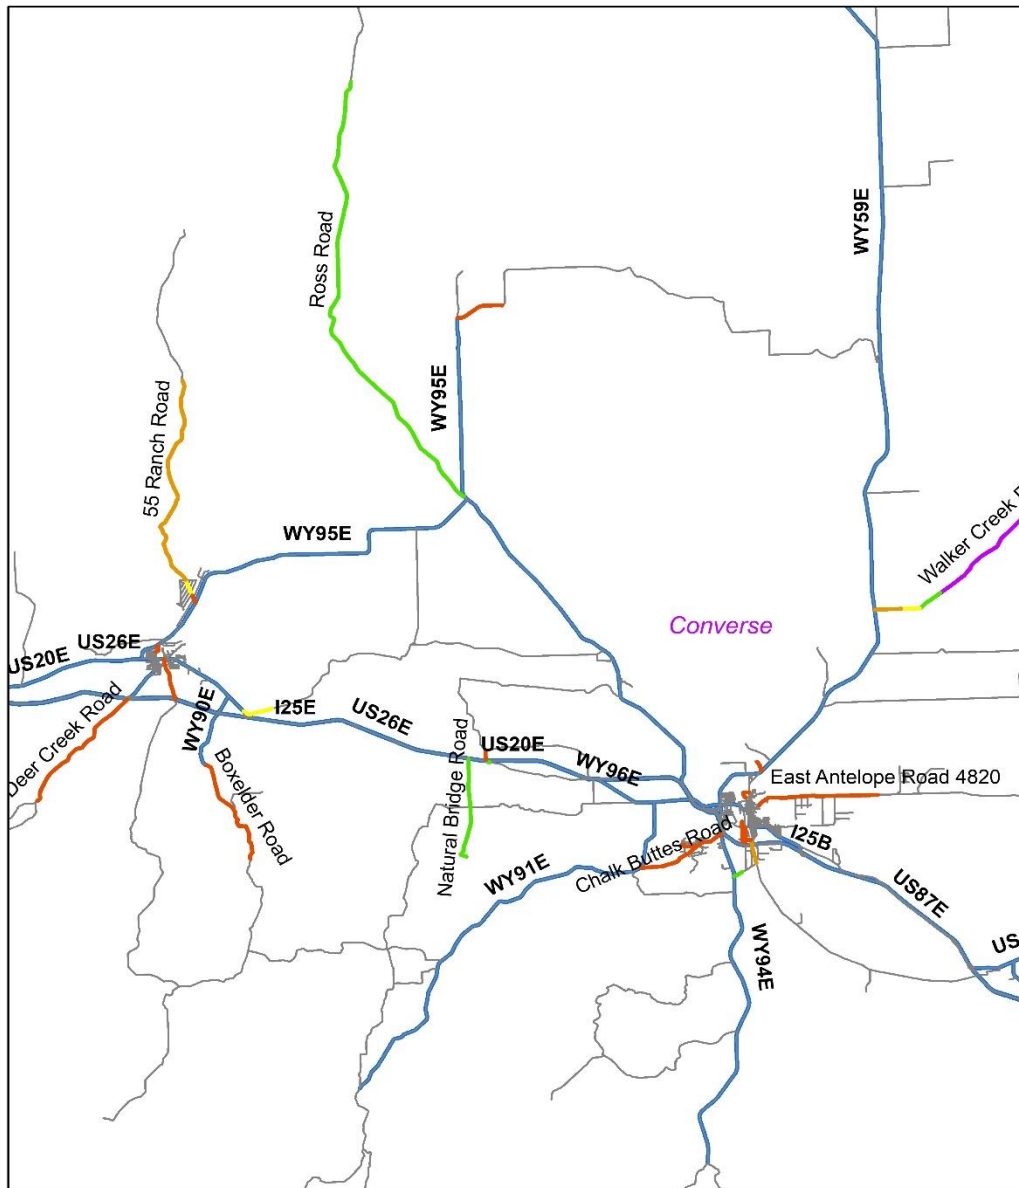 WY59E
Ross Road
WY95E
55 Ranch Road
WY95E
Walker Creek
Converse
US26E
US20E
I25E
US26E
WY90E
Deer Creek Road
US20E
WY96E
Natural Bridge Road
Boxelder Road
East Antelope Road 4820
I25B
Chalk Buttes Road
WY91E
US87E
WY94E
US